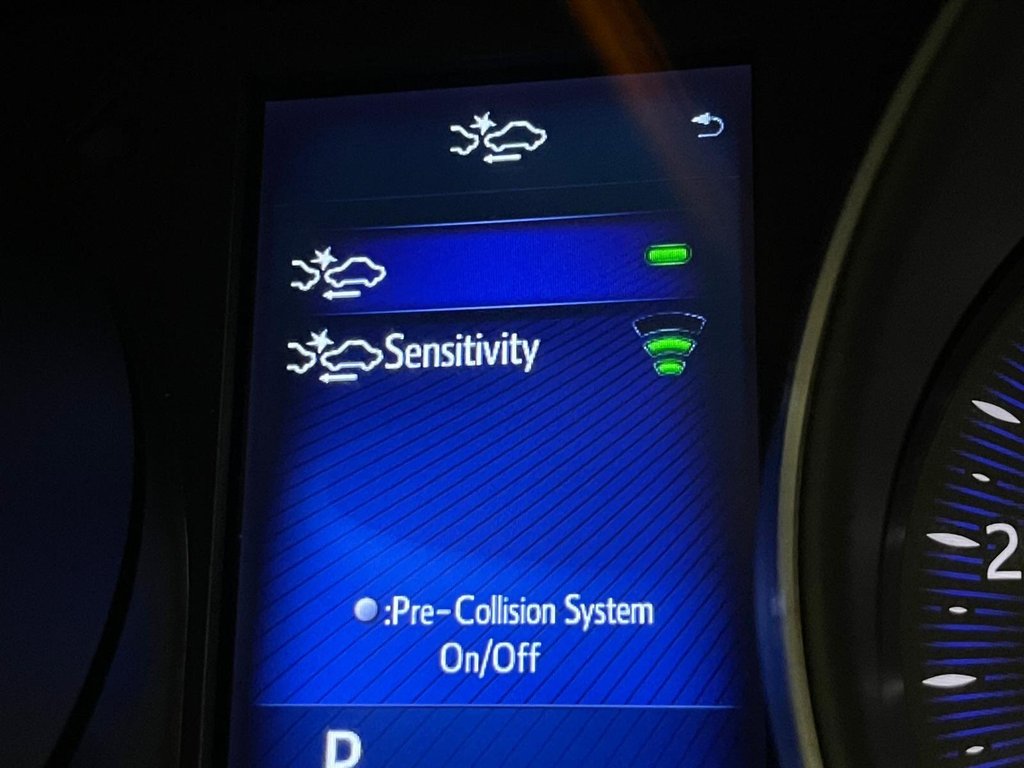 Sensitivity
:Pre-Collision System
On/Off
P
2